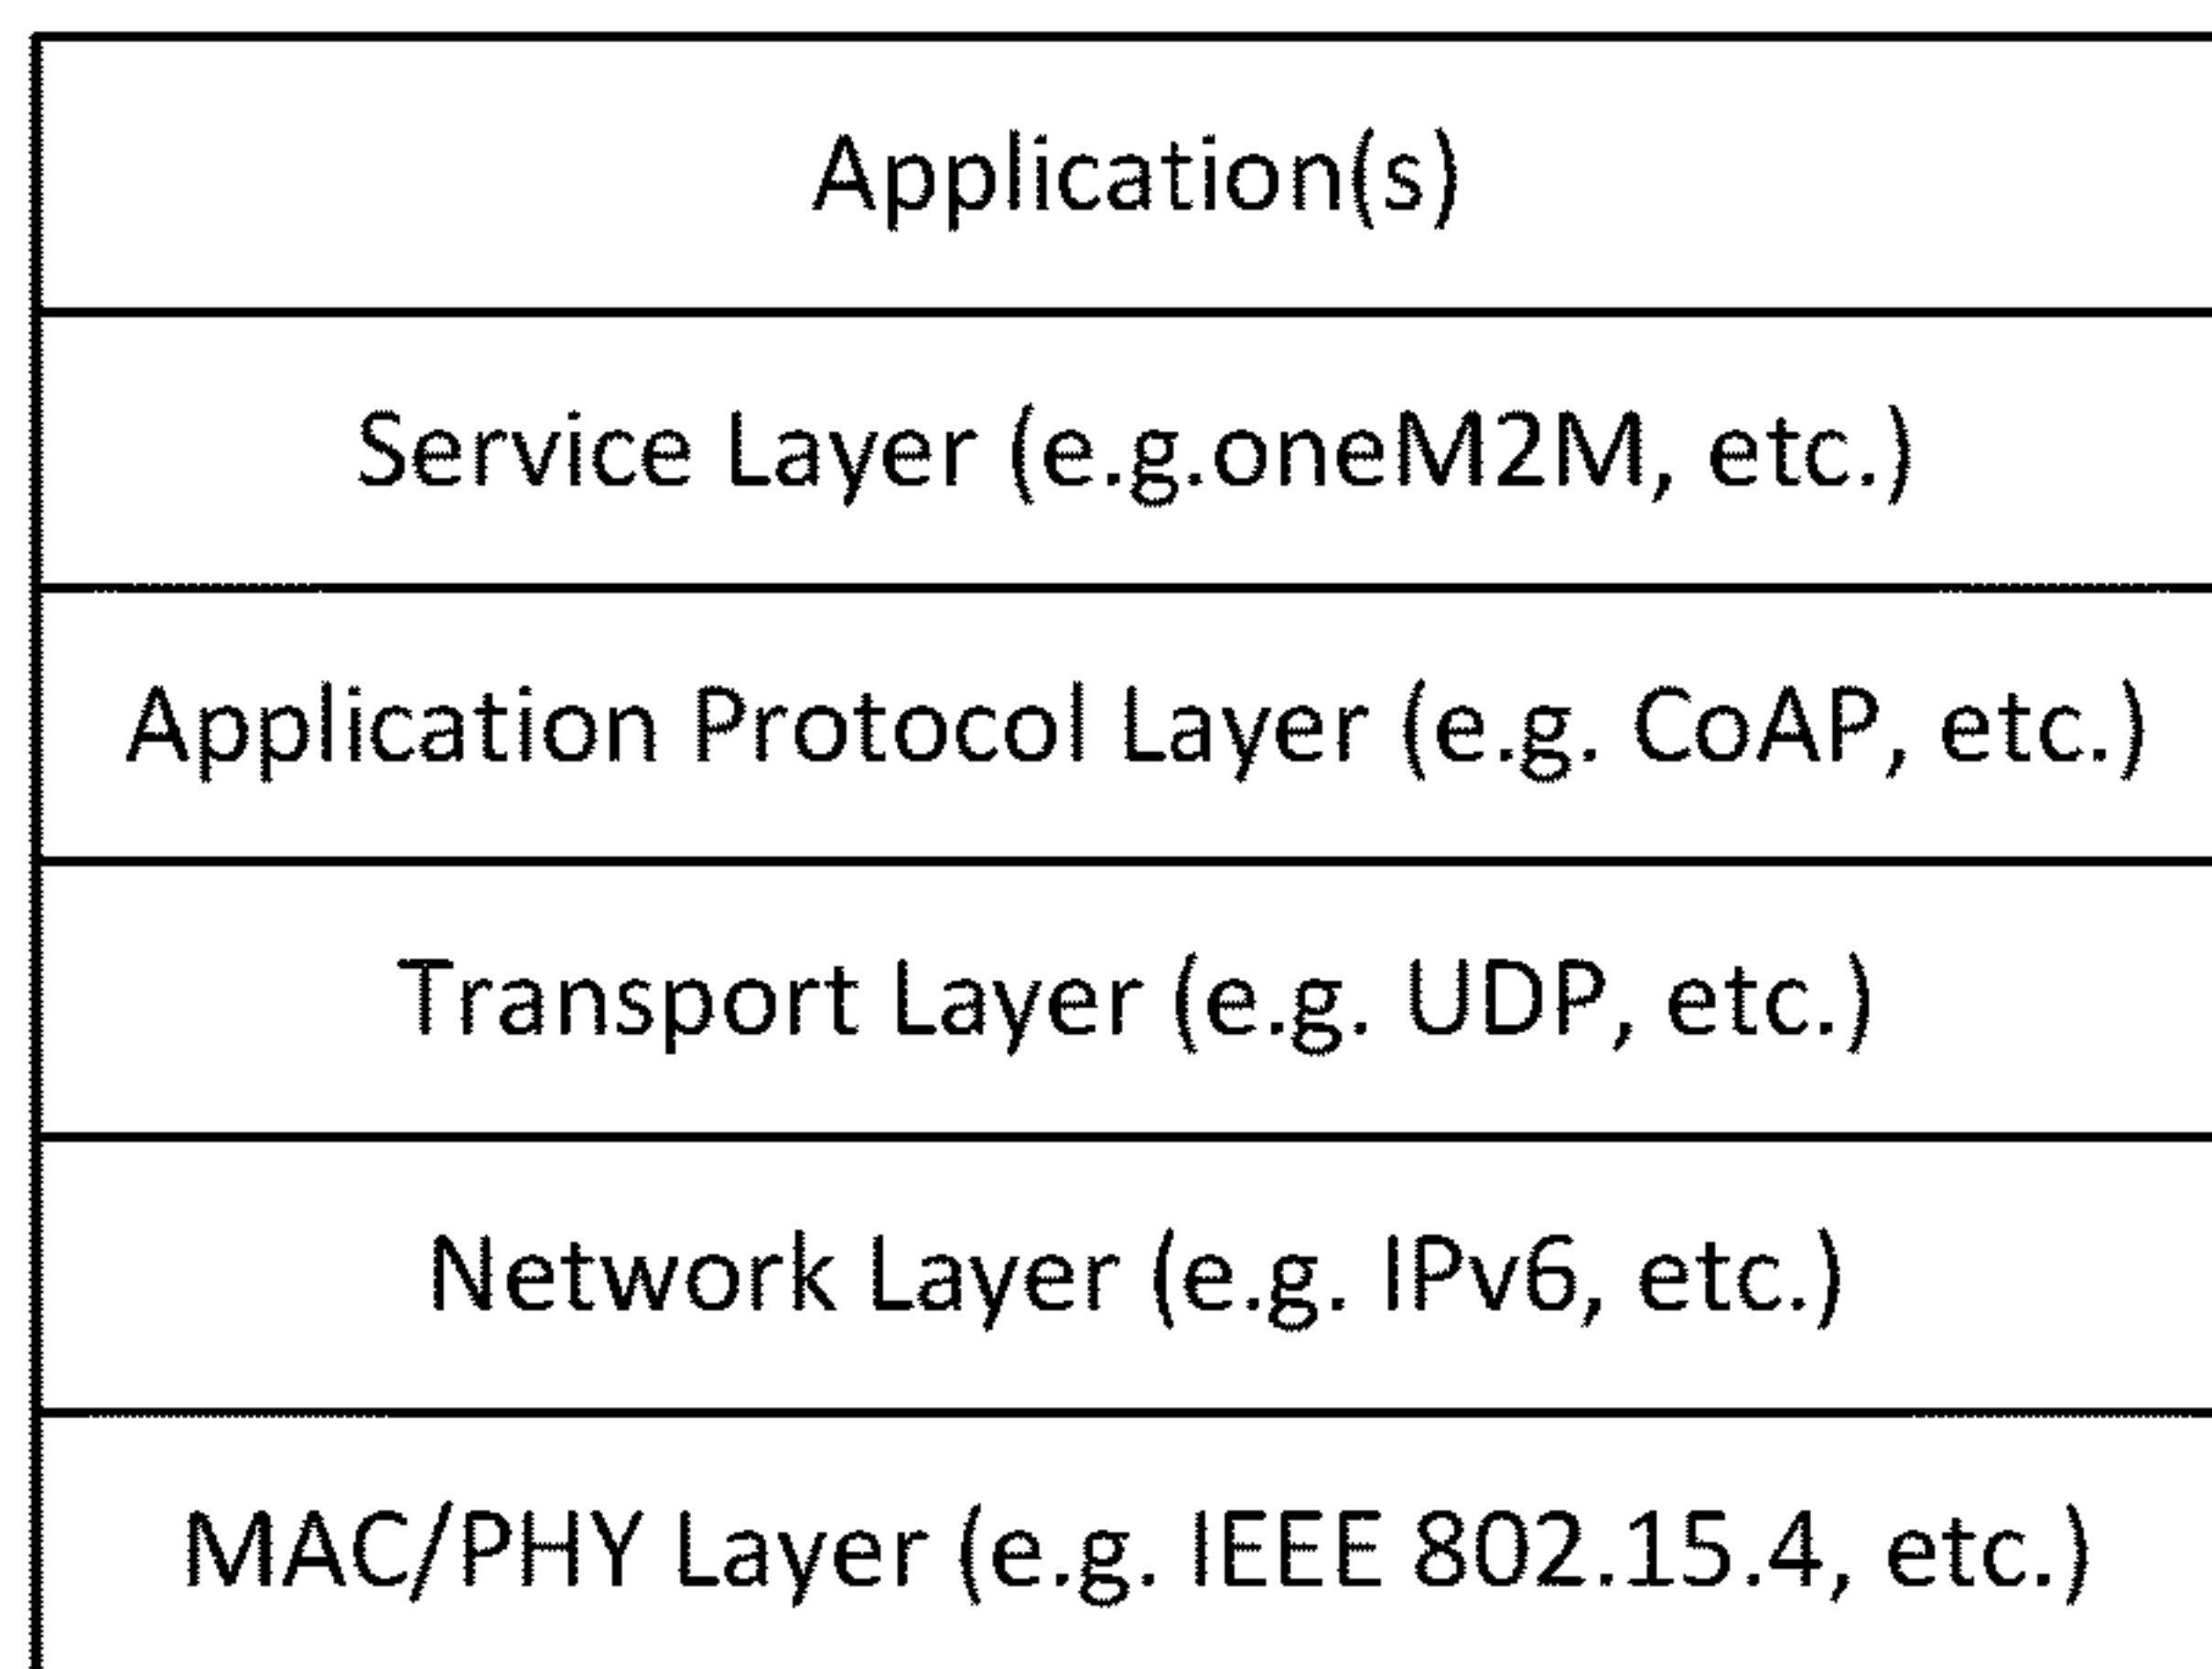 Application(s)
Service Layer (e.g.oneM2M, etc.)
Application Protocol Layer (e.g. CoAP, etc.)
Transport Layer (e.g. UDP, etc.)
Network Layer (e.g. IPv6, etc.)
MAC/PHY Layer (e.g. IEEE 802.15.4, etc.)